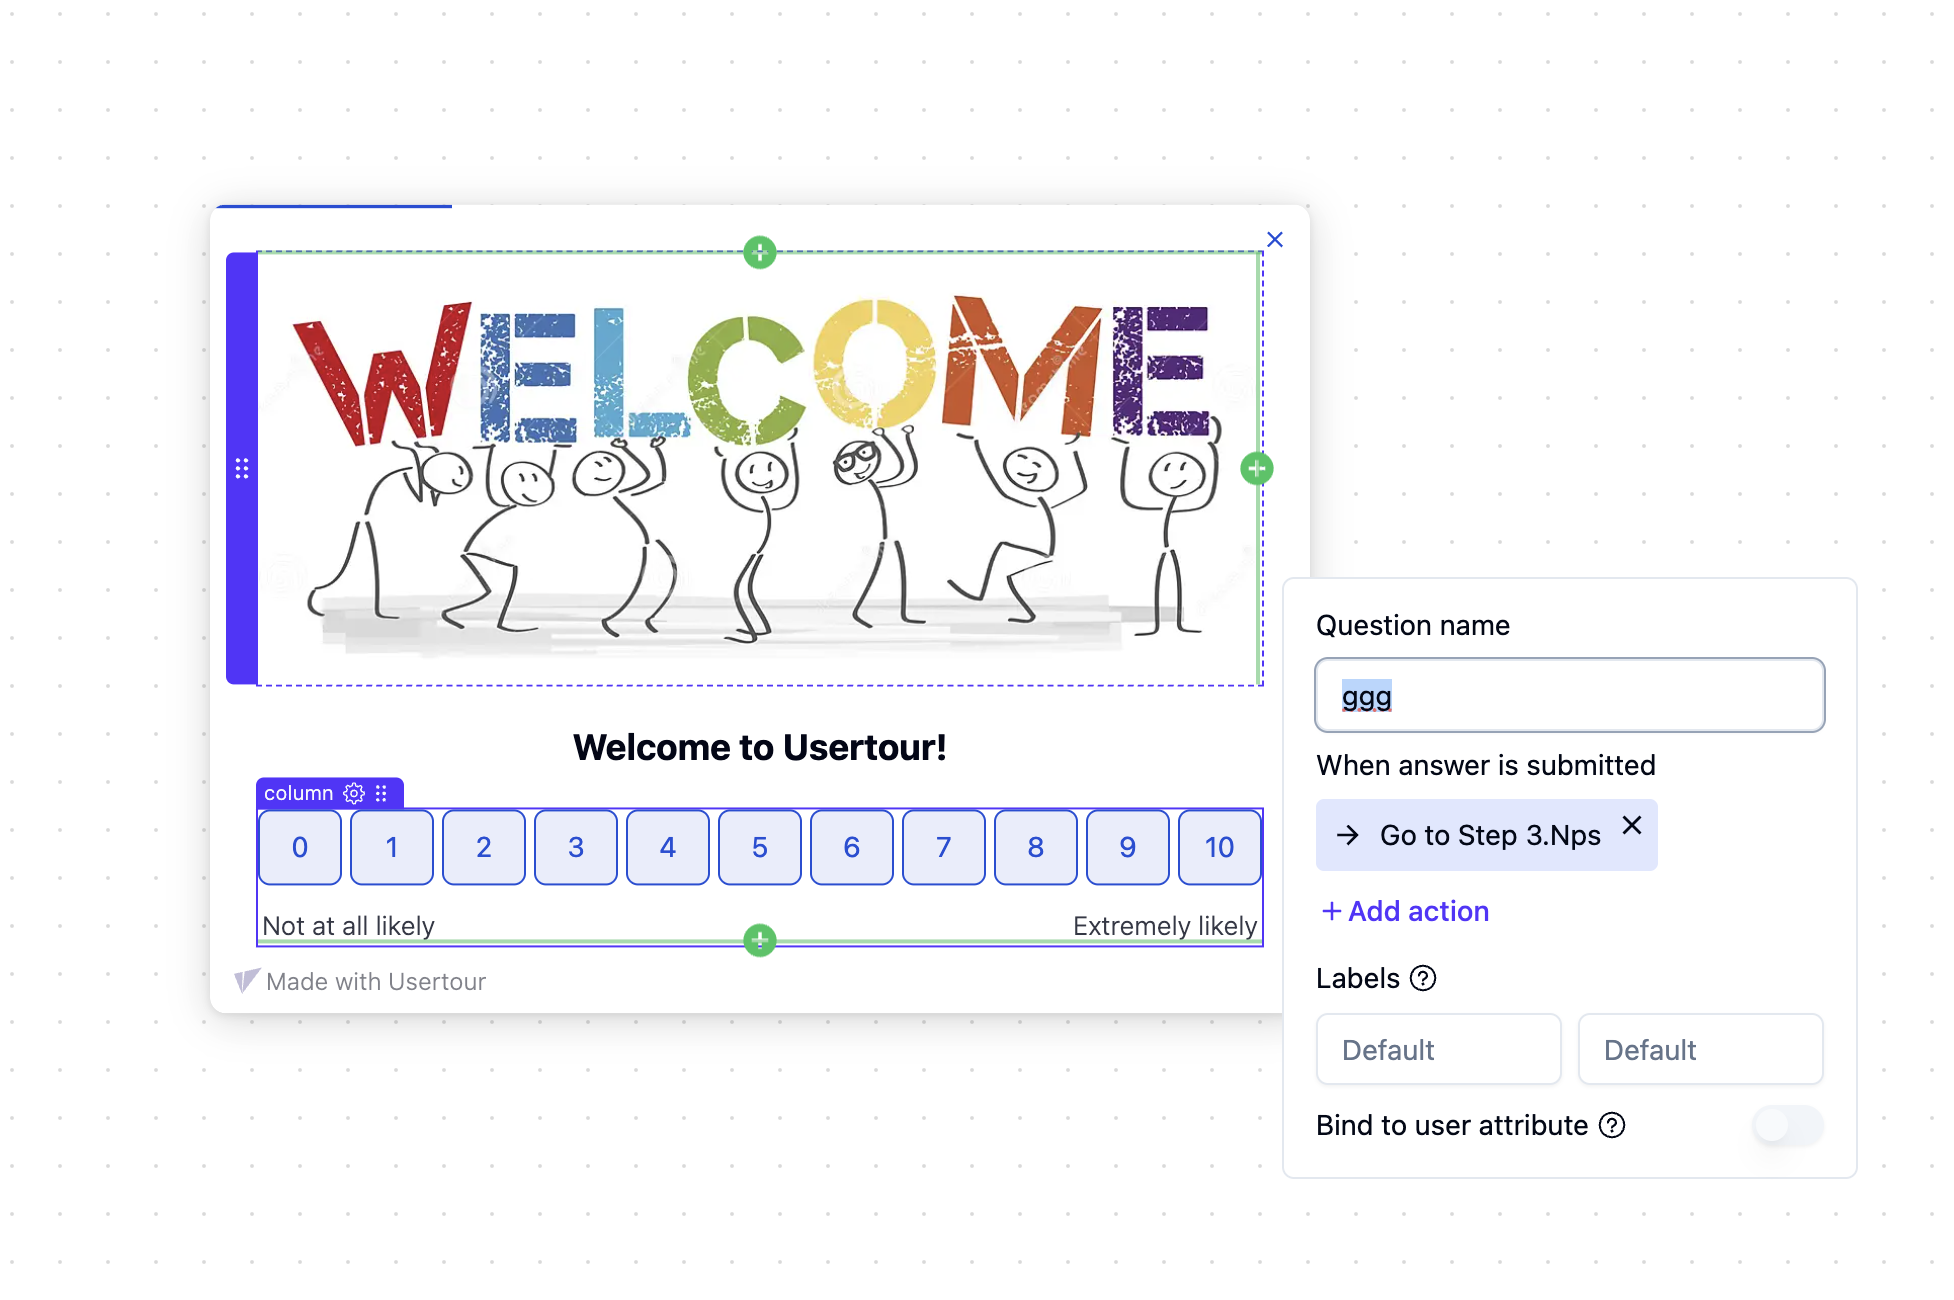 WELCOME
Welcome to Usertour!
column
0 1 2 3 4 5 6 7 8 9 10
Not at all likely
Extremely likely
Made with Usertour
Question name
ggg
When answer is submitted
→ Go to Step 3.Nps
+ Add action
Labels
Default
Default
Bind to user attribute